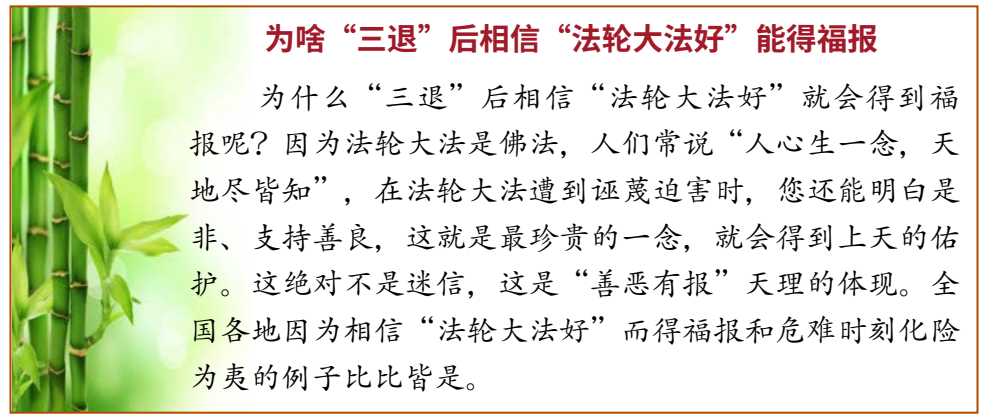 为啥“三退”后相信“法轮大法好”能得福报
为什么“三退”后相信“法轮大法好”就会得到福
报呢？因为法轮大法是佛法，人们常说“人心生一念，天
地尽皆知”，在法轮大法遭到诬蔑迫害时，您还能明白是
非、支持善良，这就是最珍贵的一念，就会得到上天的佑
护。这绝对不是迷信，这是“善恶有报”天理的体现。全
国各地因为相信“法轮大法好”而得福报和危难时刻化险
为夷的例子比比皆是。